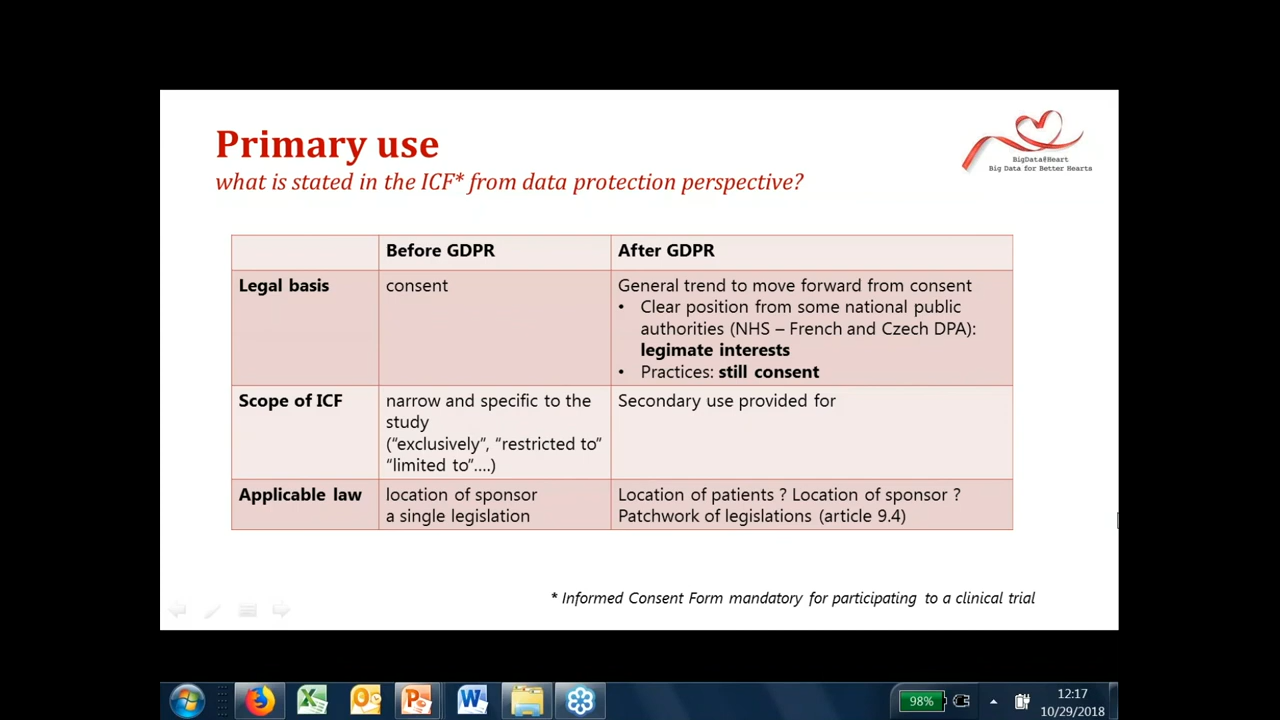 Primary use
what is stated in the ICF* from data protection perspective?
BigData@Heart
Big Data for Better Hearts
Before GDPR
After GDPR
Legal basis
consent
General trend to move forward from consent
• Clear position from some national public
authorities (NHS – French and Czech DPA):
legimate interests
• Practices: still consent
Scope of ICF
narrow and specific to the
study
(“exclusively”, “restricted to”
“limited to”....)
Secondary use provided for
Applicable law
location of sponsor
a single legislation
Location of patients ? Location of sponsor ?
Patchwork of legislations (article 9.4)
* Informed Consent Form mandatory for participating to a clinical trial
98%
12:17
10/29/2018